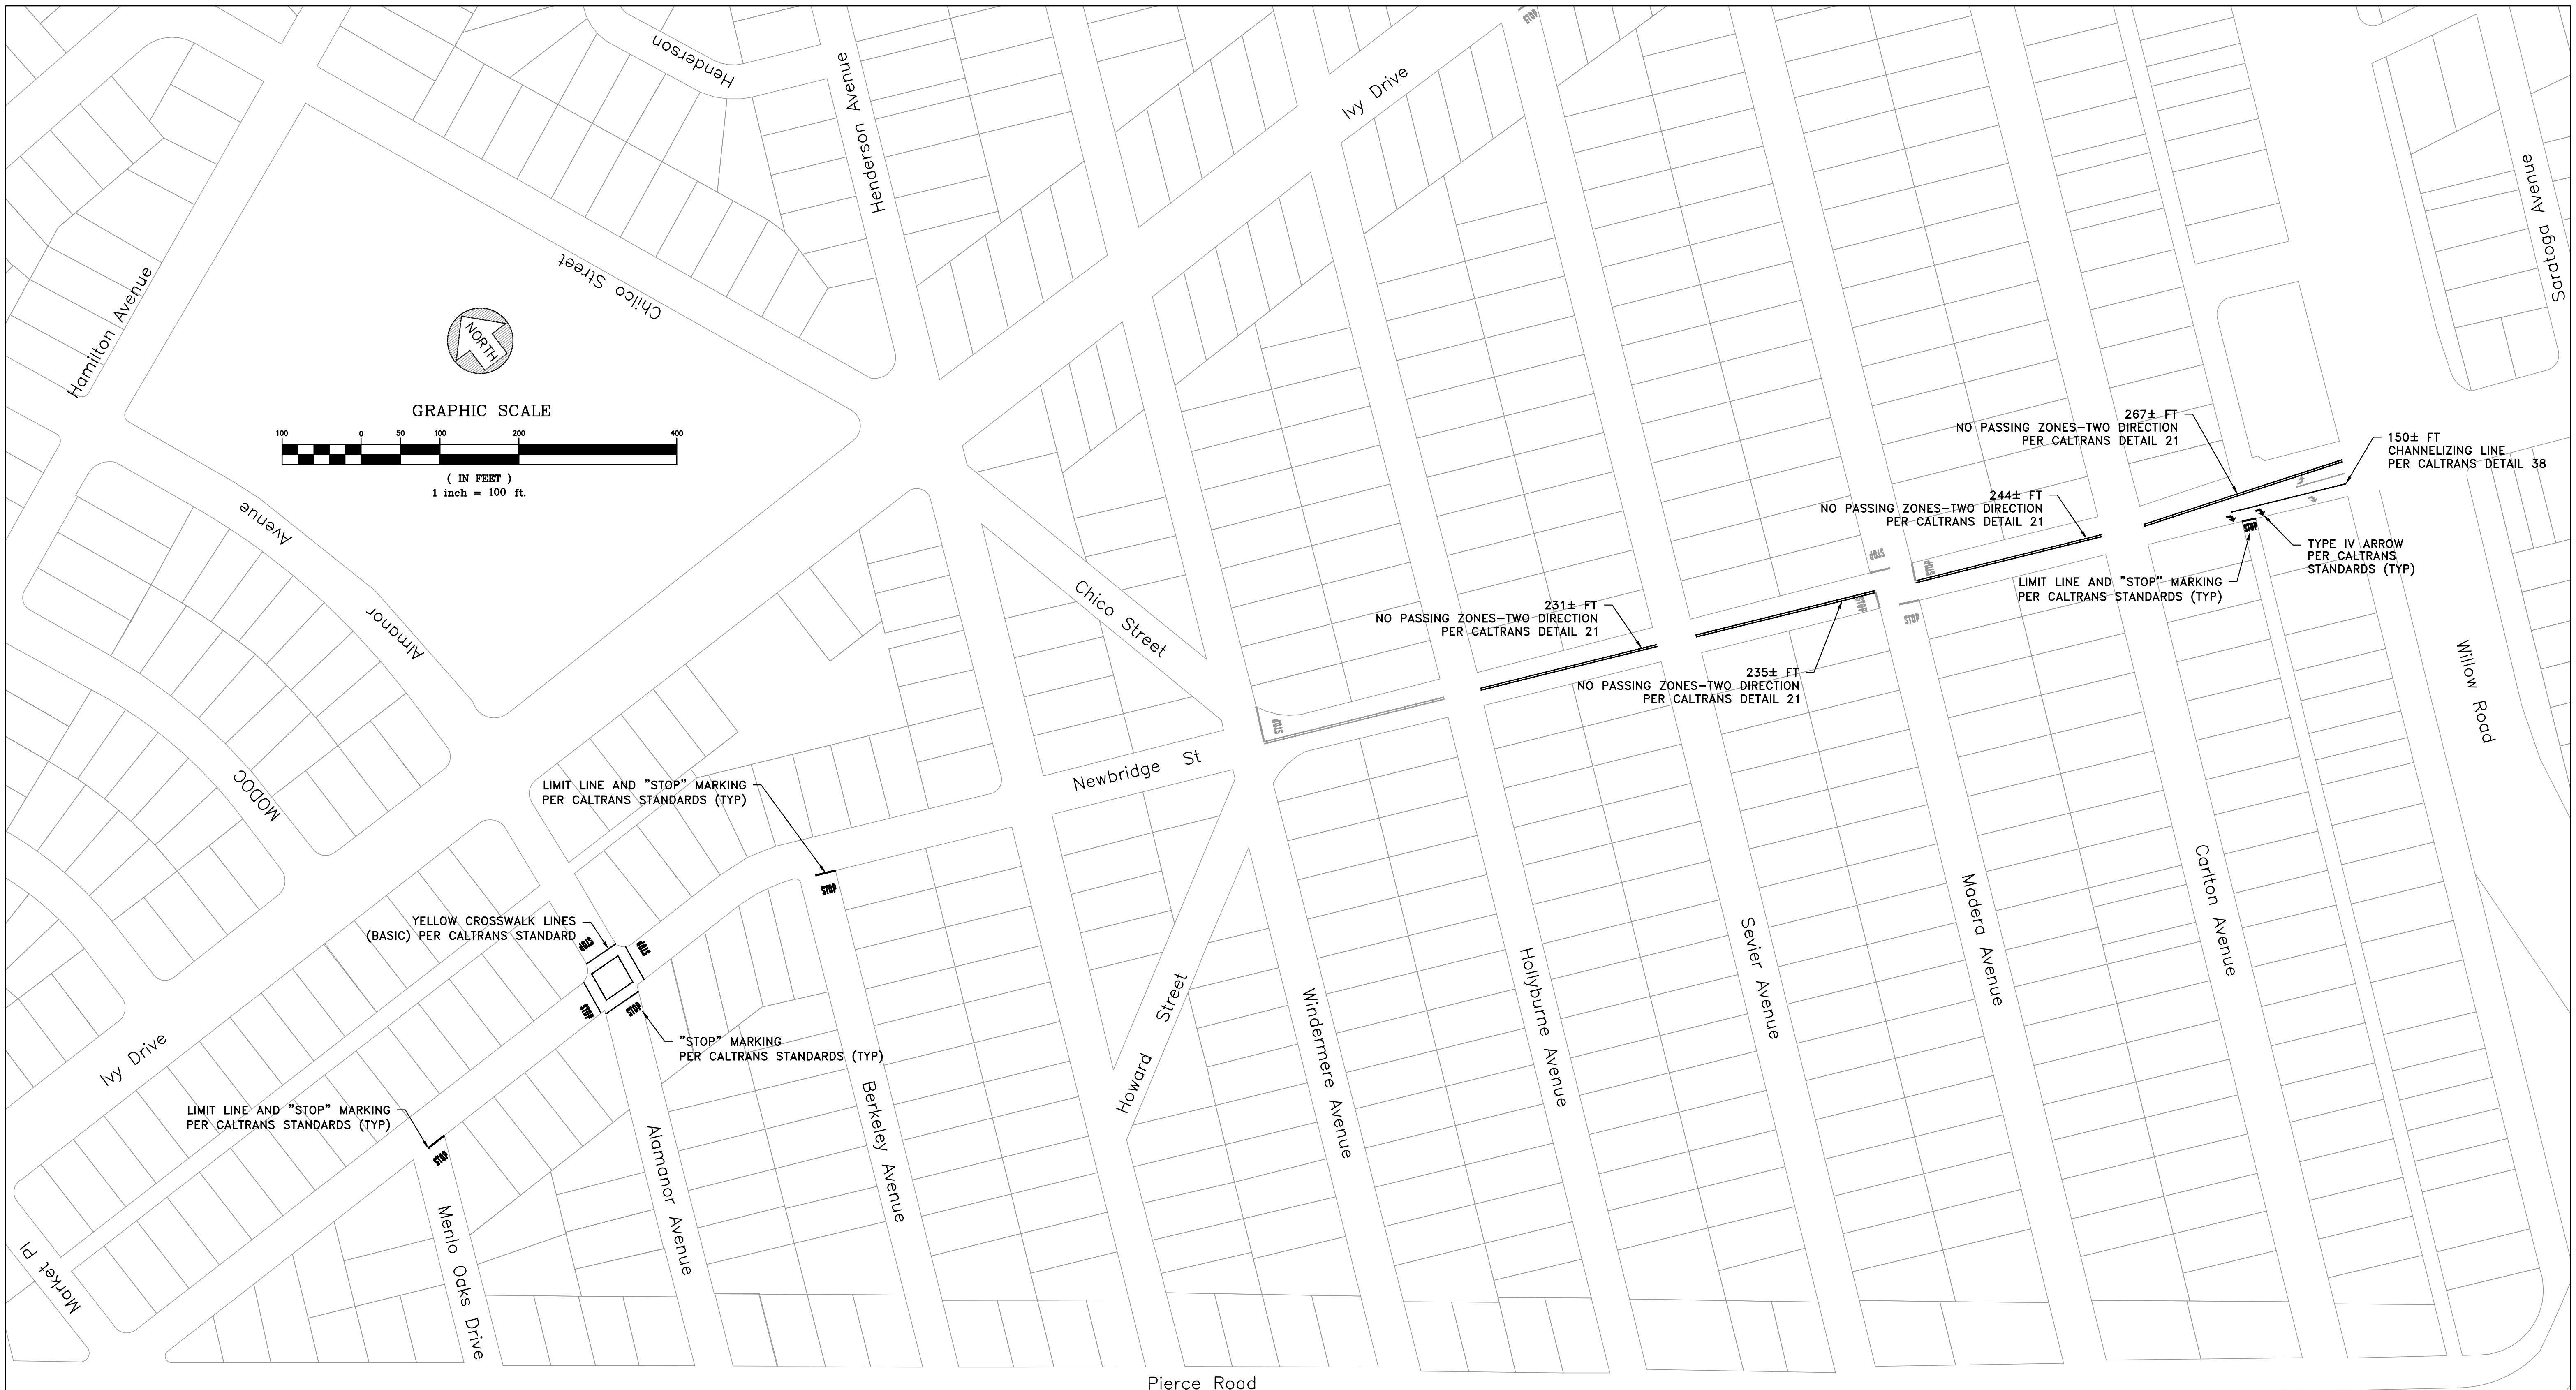 Henderson
Henderson Avenue
Ivy Drive
STOP
Saratoga Avenue
Hamilton Avenue
Chilco Street
NORTH
GRAPHIC SCALE
100 0 50 100 200 400
( IN FEET )
1 inch = 100 ft.
Avenue
Almanor
MODOC
267± FT
NO PASSING ZONES-TWO DIRECTION
PER CALTRANS DETAIL 21
150± FT
CHANNELIZING LINE
PER CALTRANS DETAIL 38
244± FT
NO PASSING ZONES-TWO DIRECTION
PER CALTRANS DETAIL 21
STOP
TYPE IV ARROW
PER CALTRANS
STANDARDS (TYP)
LIMIT LINE AND "STOP" MARKING
PER CALTRANS STANDARDS (TYP)
STOP
STOP
STOP
STOP
231± FT
NO PASSING ZONES-TWO DIRECTION
PER CALTRANS DETAIL 21
235± FT
NO PASSING ZONES-TWO DIRECTION
PER CALTRANS DETAIL 21
Chico Street
STOP
Newbridge St
Willow Road
LIMIT LINE AND "STOP" MARKING
PER CALTRANS STANDARDS (TYP)
STOP
YELLOW CROSSWALK LINES
(BASIC) PER CALTRANS STANDARD
STOP
STOP
STOP
STOP
"STOP" MARKING
PER CALTRANS STANDARDS (TYP)
Ivy Drive
LIMIT LINE AND "STOP" MARKING
PER CALTRANS STANDARDS (TYP)
STOP
Market Pl
Menlo Oaks Drive
Alamanor Avenue
Berkeley Avenue
Howard Street
Windermere Avenue
Hollyburne Avenue
Sevier Avenue
Madera Avenue
Carlton Avenue
Pierce Road